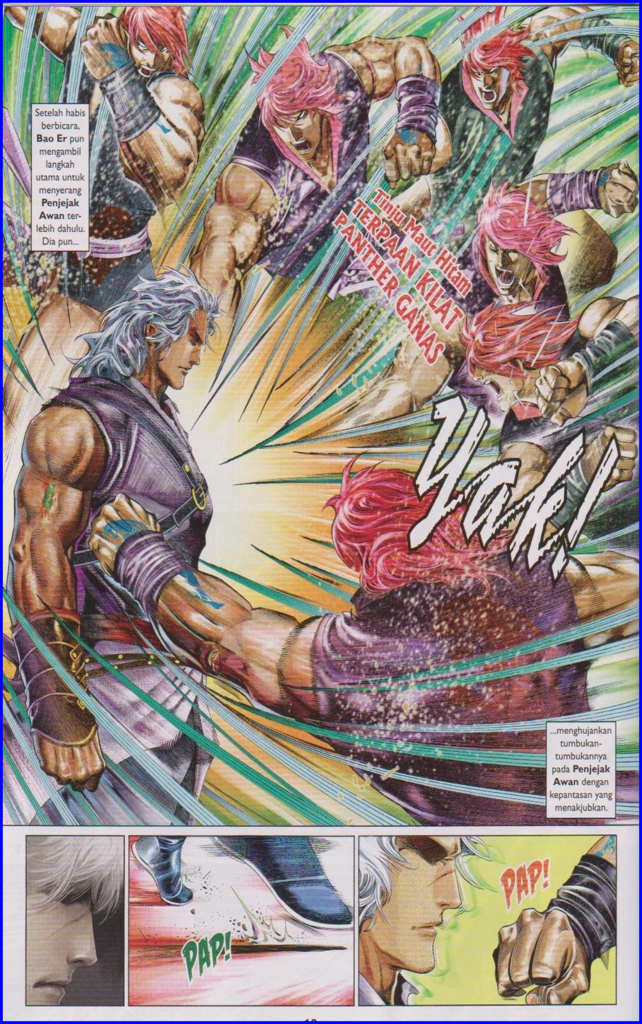 Setelah habis
berbicara,
Bao Er pun
mengambil
langkah
utama untuk
menyerang
Penjejak
Awan ter-
lebih dahulu.
Dia pun...
Tinju Maut Hitam
TERPAAN KILAT
PANTHER GANAS
Yak!
...menghujankan
tumbukan-
tumbukannya
pada Penjejak
Awan dengan
kepantasan yang
menakjubkan.
PAP!
PAP!